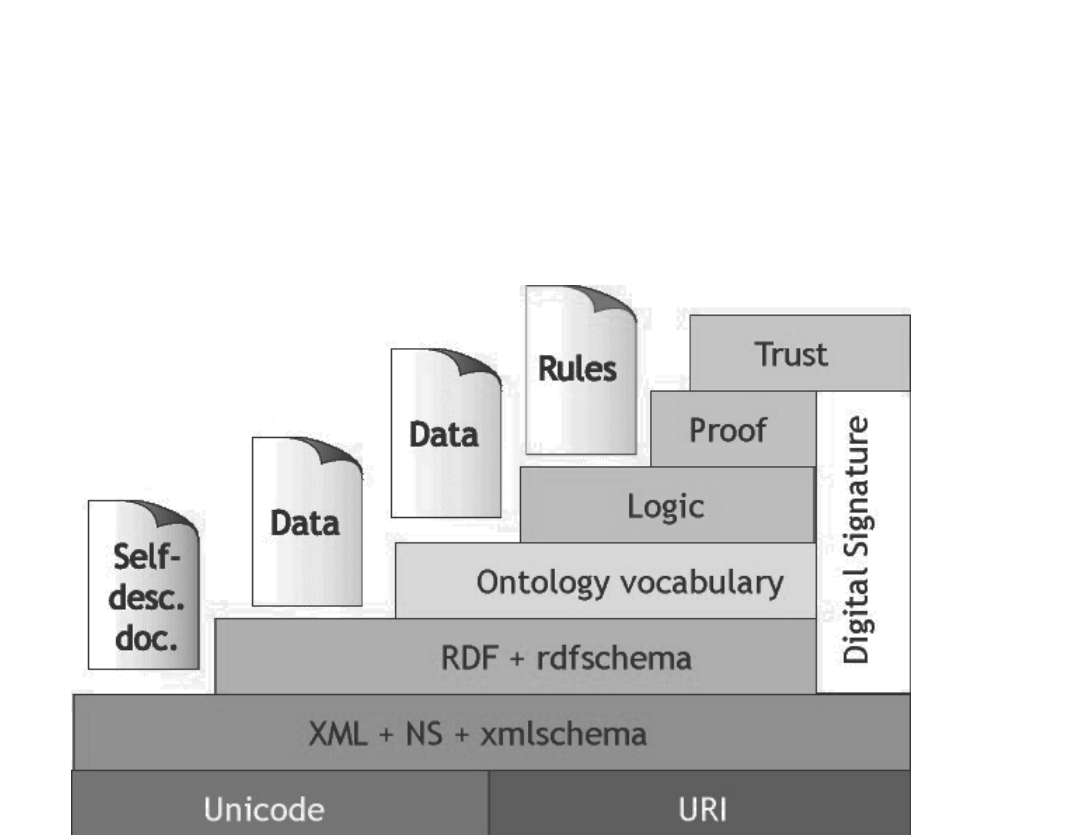 Rules
Trust
Data
Proof
Data
Logic
Self-
desc.
doc.
Ontology vocabulary
Digital Signature
RDF + rdfschema
XML + NS + xmlschema
Unicode
URI